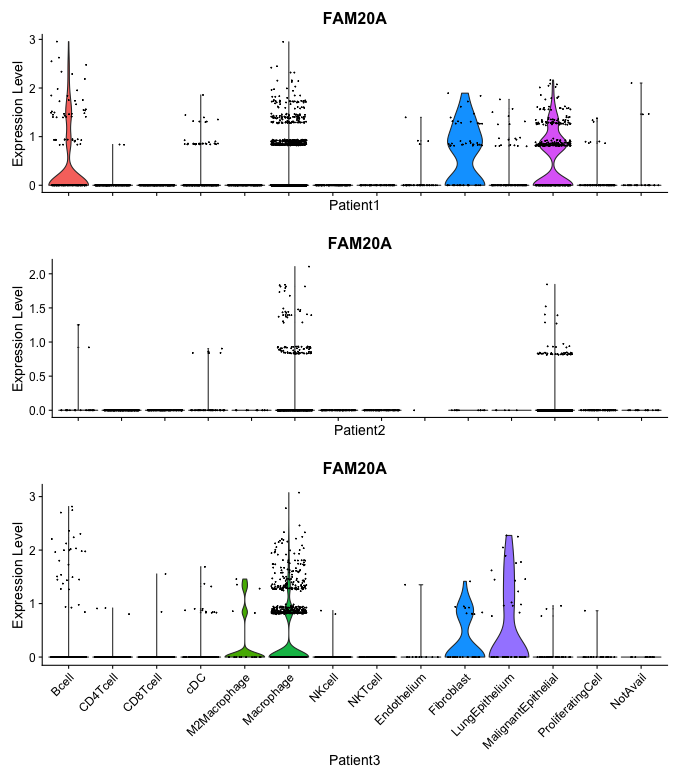 FAM20A
Expression Level
3
2
1
0
Patient1
FAM20A
Expression Level
2.0
1.5
1.0
0.5
0.0
Patient2
FAM20A
Expression Level
3
2
1
0
Bcell
CD4Tcell
CD8Tcell
cDC
M2Macrophage
Macrophage
NKcell
NKTcell
Endothelium
Fibroblast
LungEpithelium
MalignantEpithelial
ProliferatingCell
NotAvail
Patient3